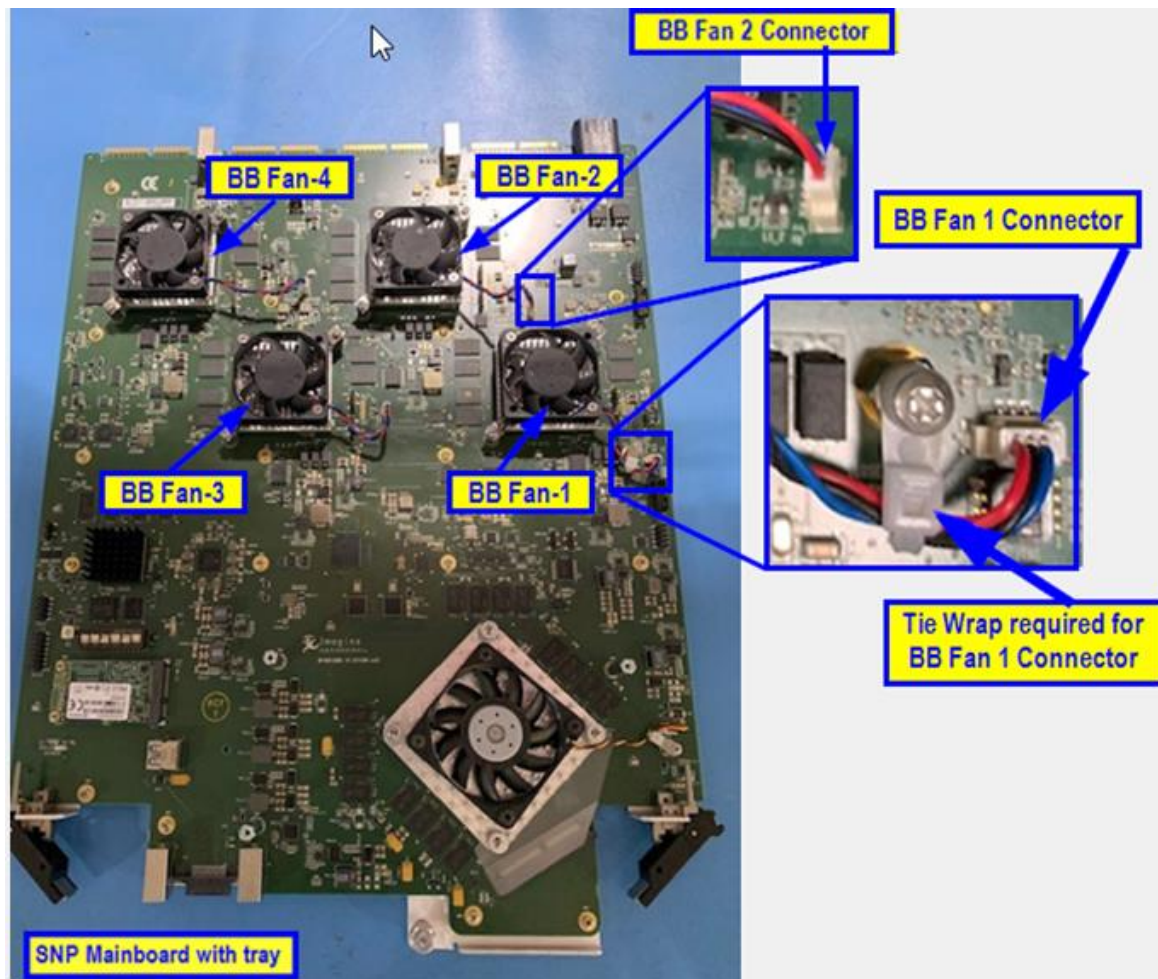 BB Fan 2 Connector
BB Fan-4
BB Fan-2
BB Fan 1 Connector
BB Fan-3
BB Fan-1
Tie Wrap required for
BB Fan 1 Connector
Imagine
SNP Mainboard with tray